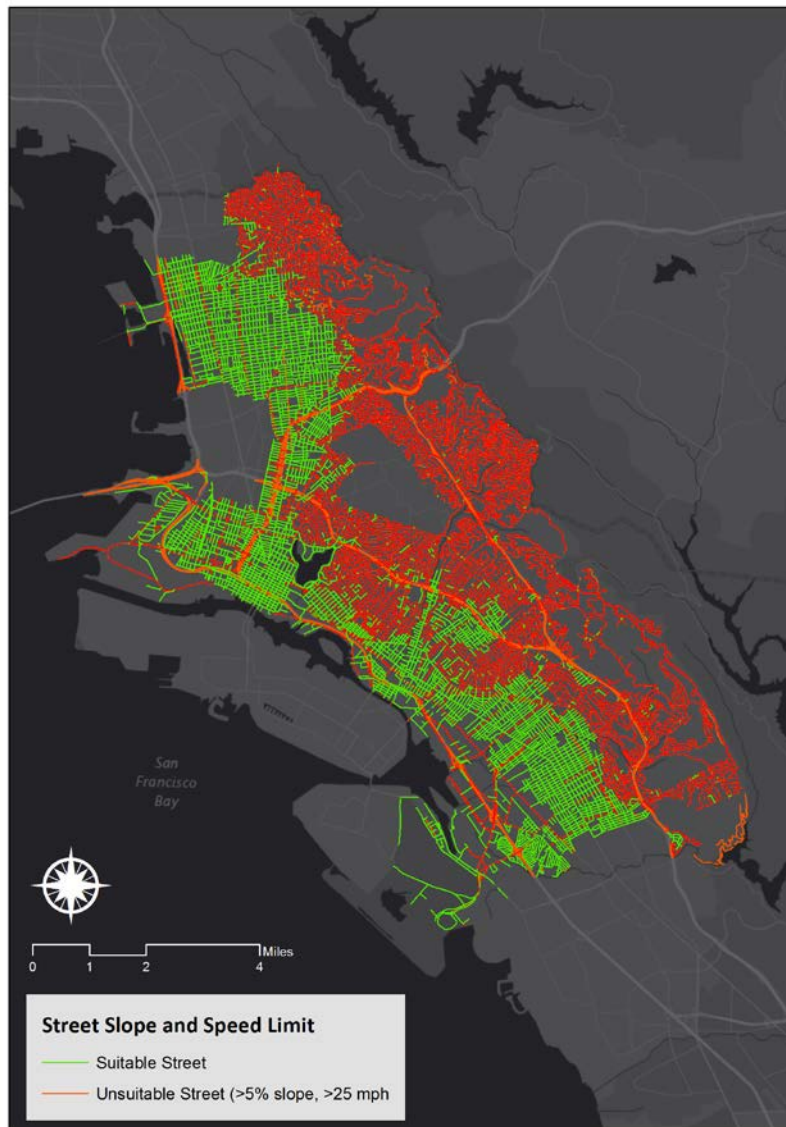 San
Francisco
Bay
Miles
0 1 2 4
Street Slope and Speed Limit
Suitable Street
Unsuitable Street (>5% slope, >25 mph